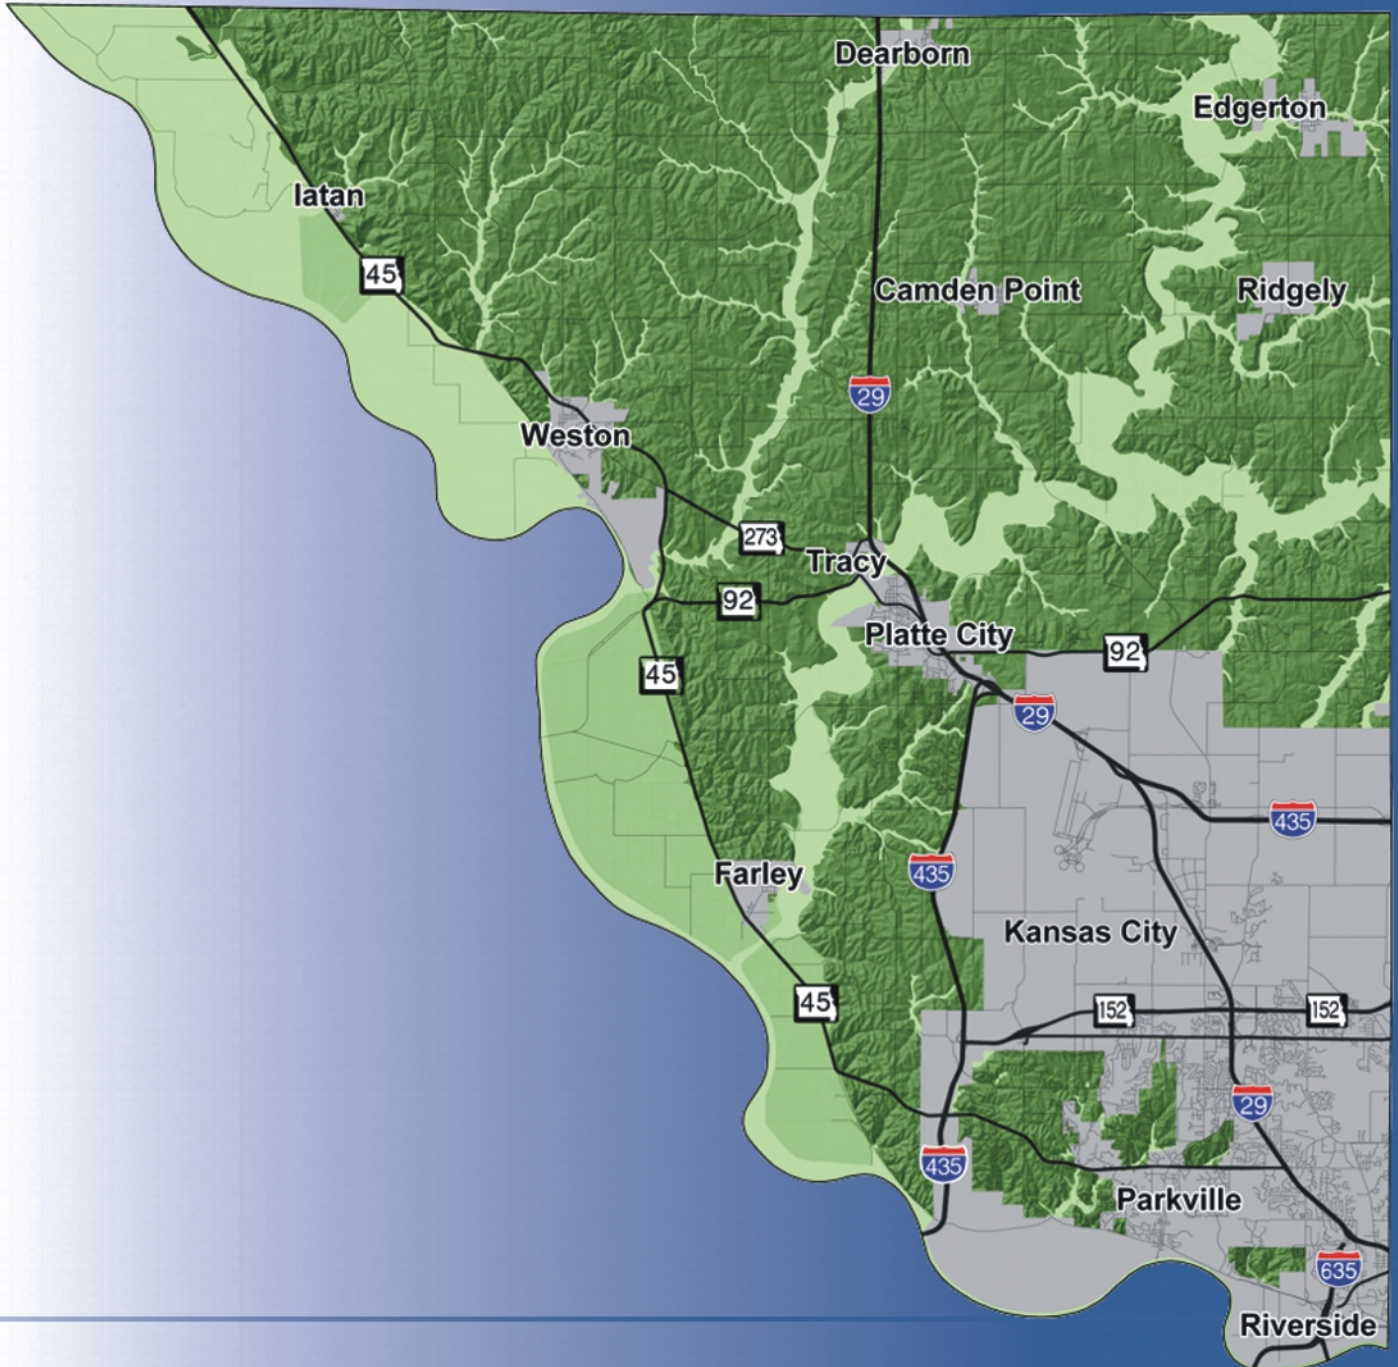 Dearborn
Edgerton
Iatan
45
Camden Point
Ridgely
29
Weston
273
Tracy
92
Platte City
92
45
29
435
435
Farley
Kansas City
45
152
152
29
435
Parkville
635
Riverside